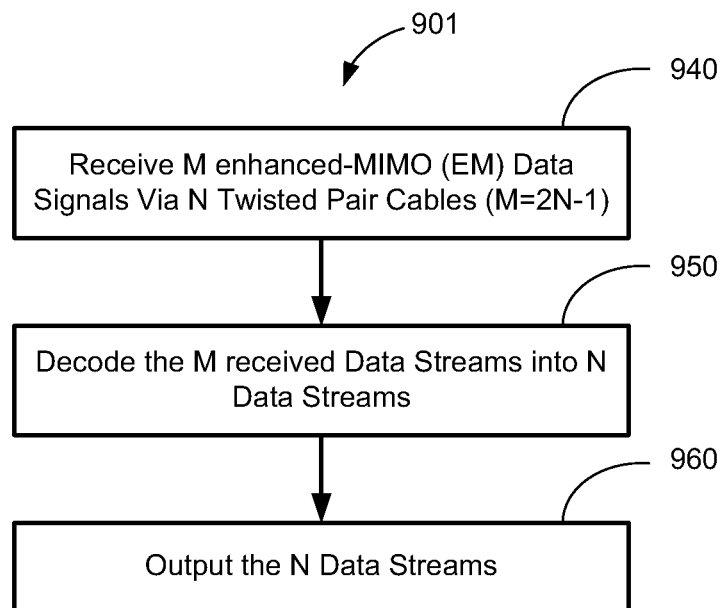 901
940
Receive M enhanced-MIMO (EM) Data
Signals Via N Twisted Pair Cables (M=2N-1)
950
Decode the M received Data Streams into N
Data Streams
960
Output the N Data Streams